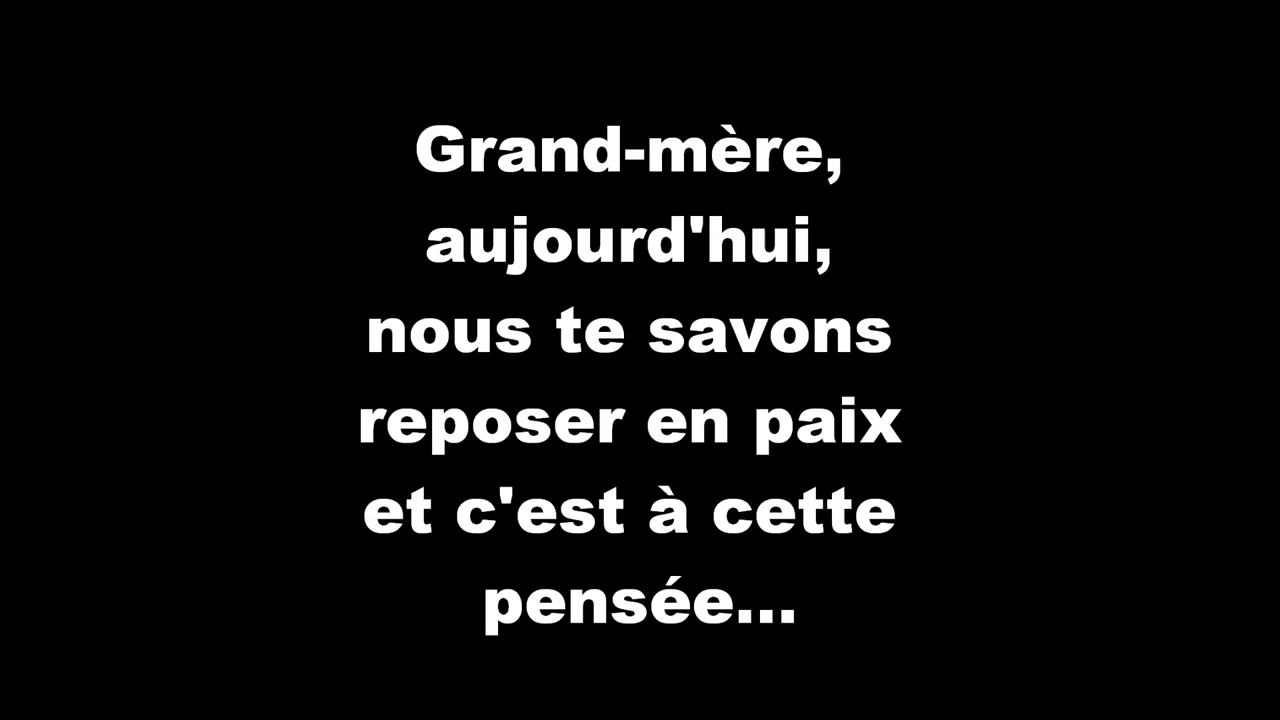 Grand-mère,
aujourd'hui,
nous te savons
reposer en paix
et c'est à cette
pensée...